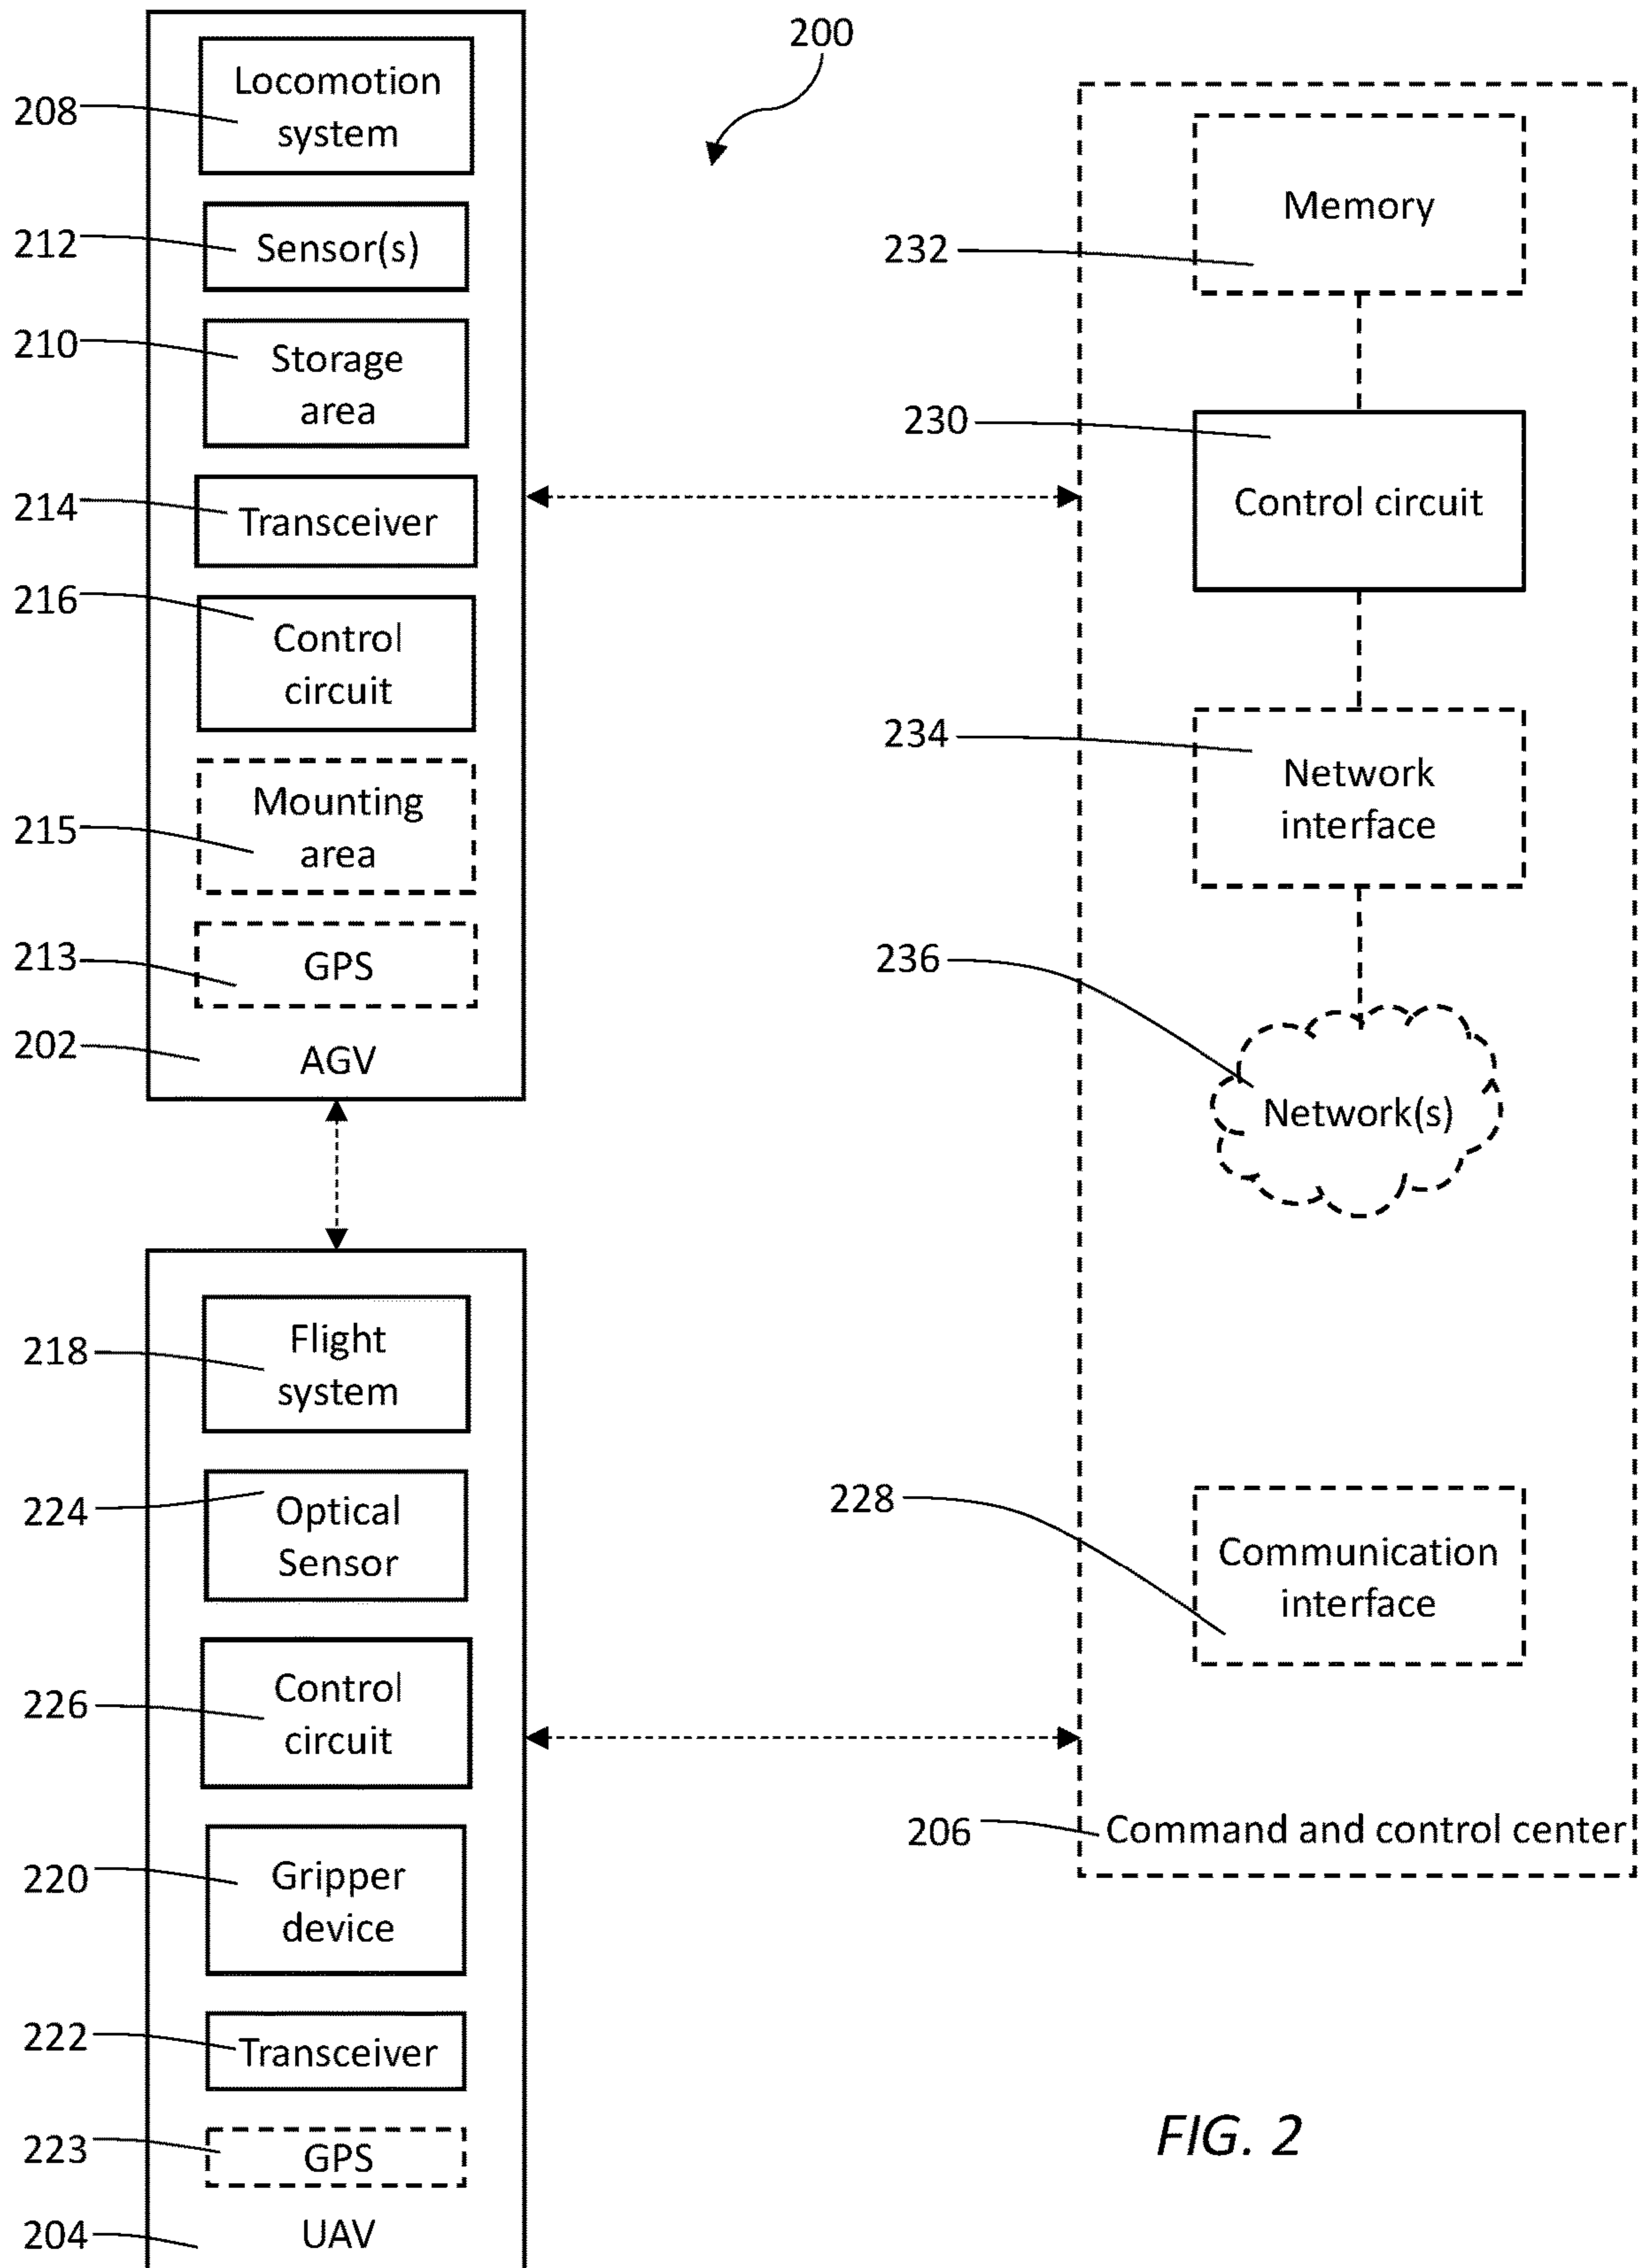 200
208
Locomotion
system
212
Sensor(s)
210
Storage
area
214
Transceiver
216
Control
circuit
215
Mounting
area
213
GPS
202
AGV
218
Flight
system
224
Optical
Sensor
226
Control
circuit
220
Gripper
device
222
Transceiver
223
GPS
204
UAV
232
Memory
230
Control circuit
234
Network
interface
236
Network(s)
228
Communication
interface
206
Command and control center
FIG. 2